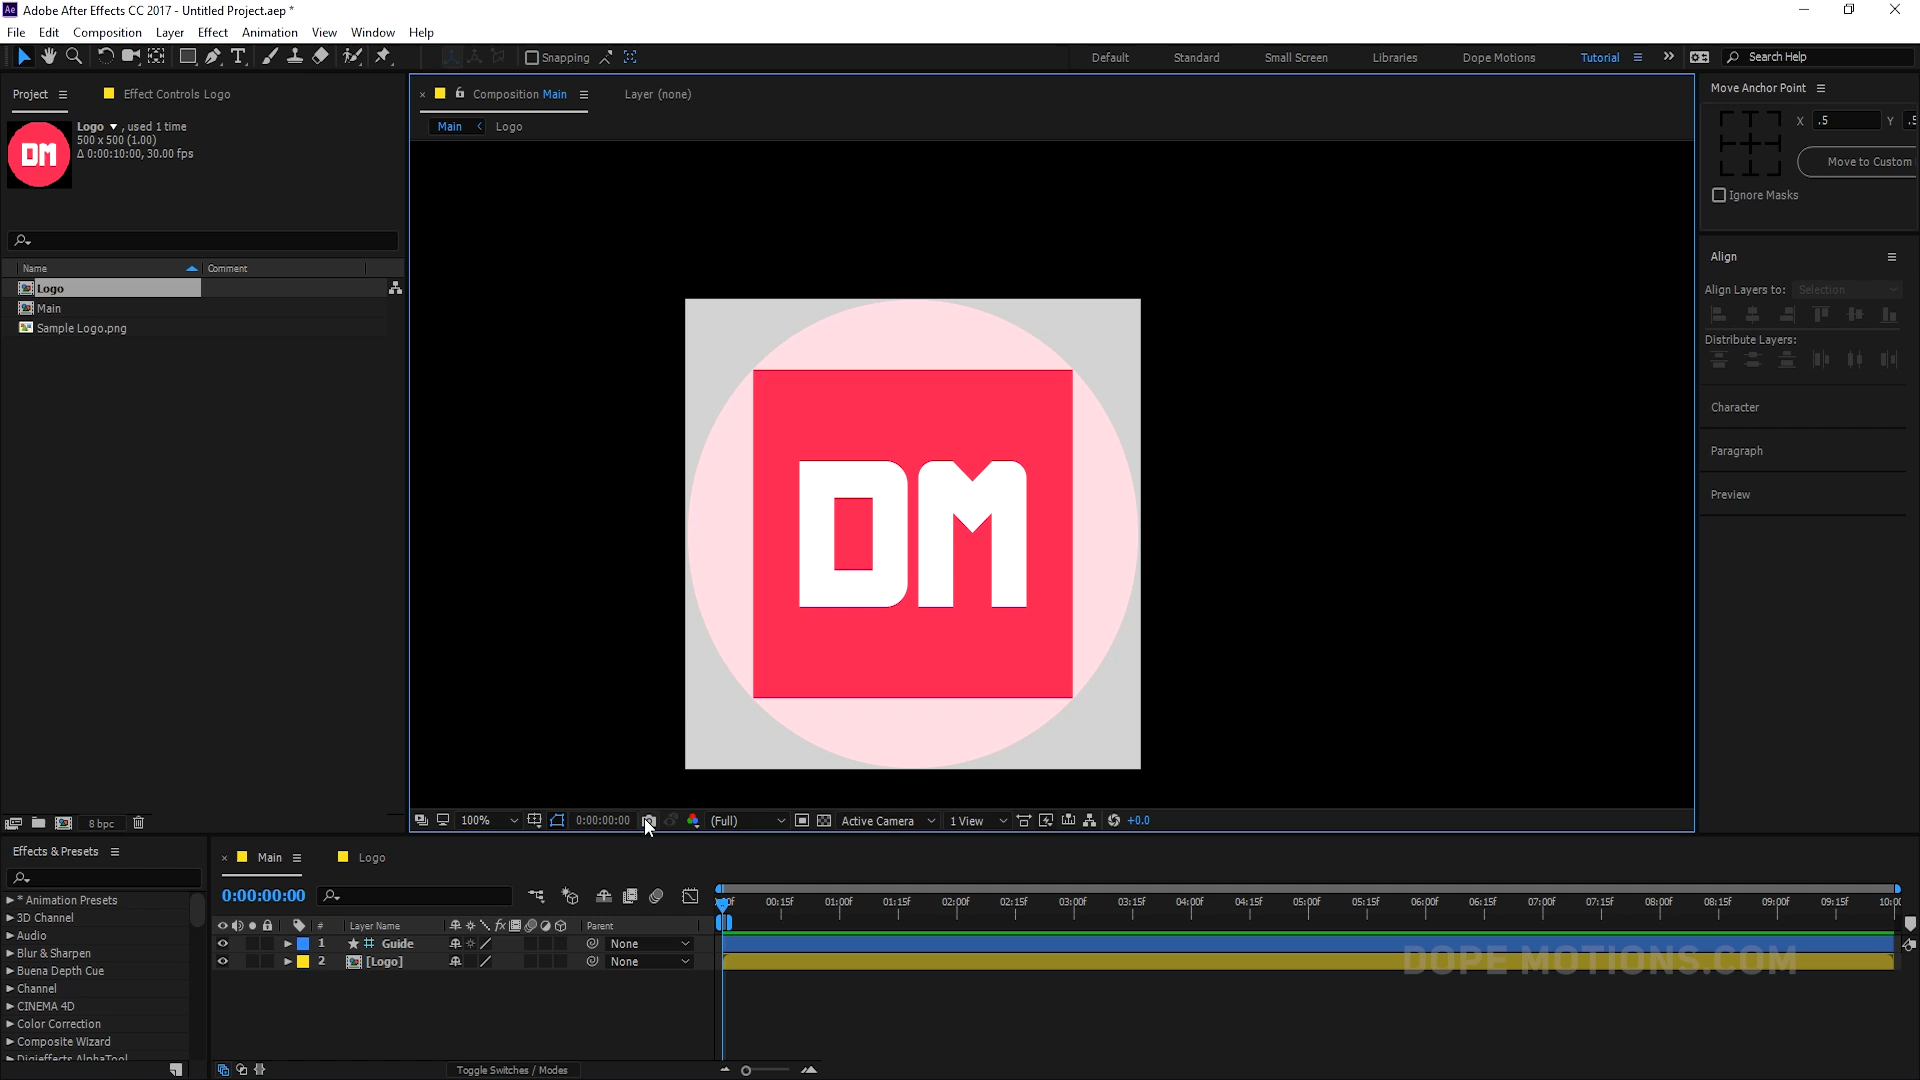 Adobe After Effects CC 2017 - Untitled Project.aep *
File Edit Composition Layer Effect Animation View Window Help
Snapping
Default Standard Small Screen Libraries Dope Motions Tutorial
Search Help
Project
Effect Controls Logo
Logo ▼, used 1 time
500 x 500 (1.00)
Δ 0:00:10:00, 30.00 fps
DM
Name Comment
Logo
Main
Sample Logo.png
8 bpc
Composition Main
Layer (none)
Main < Logo
DM
100% 0:00:00:00 (Full) Active Camera 1 View +0.0
Move Anchor Point
X .5 Y .5
Move to Custom
Ignore Masks
Align
Align Layers to: Selection
Distribute Layers:
Character
Paragraph
Preview
Effects & Presets
* Animation Presets
3D Channel
Audio
Blur & Sharpen
Buena Depth Cue
Channel
CINEMA 4D
Color Correction
Composite Wizard
Digieffects AlphaTool
Main
Logo
0:00:00:00
00:15f 01:00f 01:15f 02:00f 02:15f 03:00f 03:15f 04:00f 04:15f 05:00f 05:15f 06:00f 06:15f 07:00f 07:15f 08:00f 08:15f 09:00f 09:15f 10:00
# Layer Name Parent
1 Guide None
2 [Logo] None
Toggle Switches / Modes
DOPE MOTIONS.COM